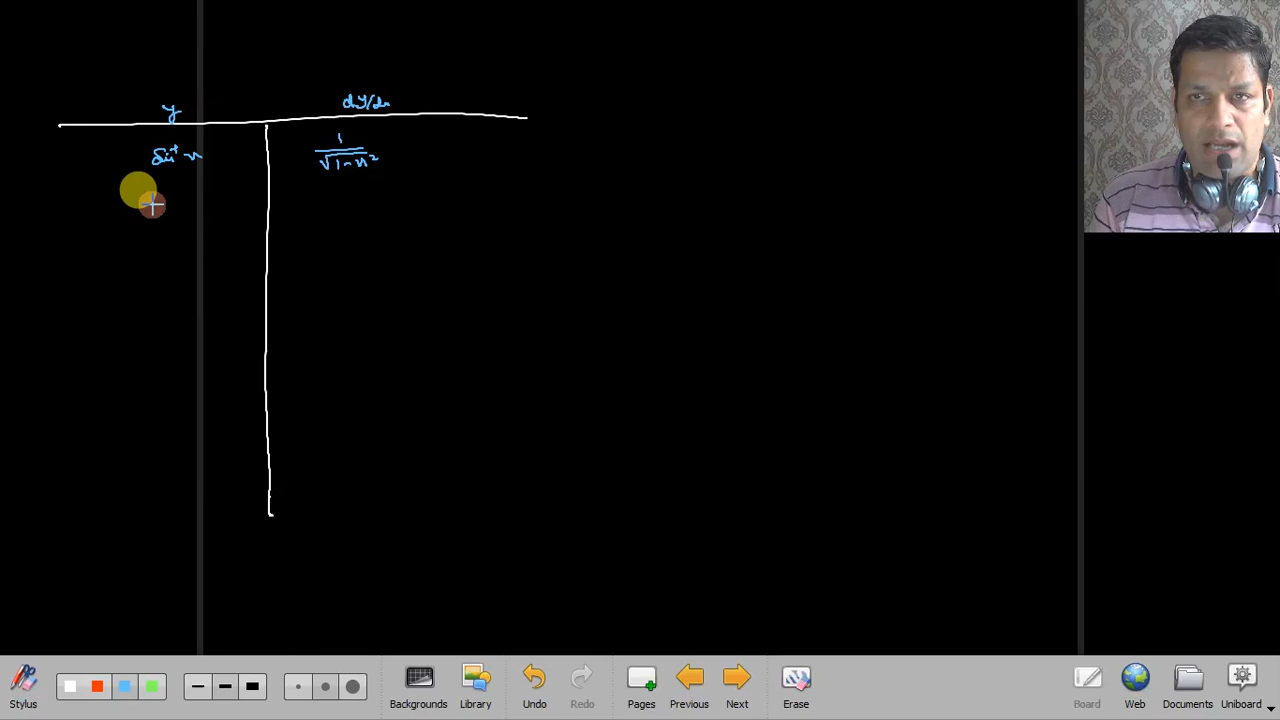 y dy/dx
sin⁻¹ x 1/√1-x²
Stylus Backgrounds Library Undo Redo Pages Previous Next Erase Board Web Documents Uniboard